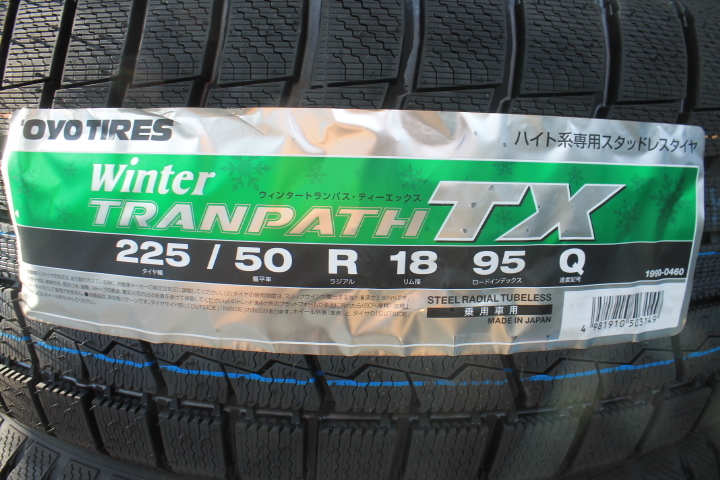 OYO TIRES
ハイト系専用スタッドレスタイヤ
Winter
ウィンタートランパス・ティーエックス
TRANPATH TX
225 / 50 R 18 95 Q
タイヤ幅 偏平率 ラジアル リム径 ロードインデックス 速度記号
1990-0460
STEEL RADIAL TUBELESS
乗用車用
MADE IN JAPAN
4 981910 503149